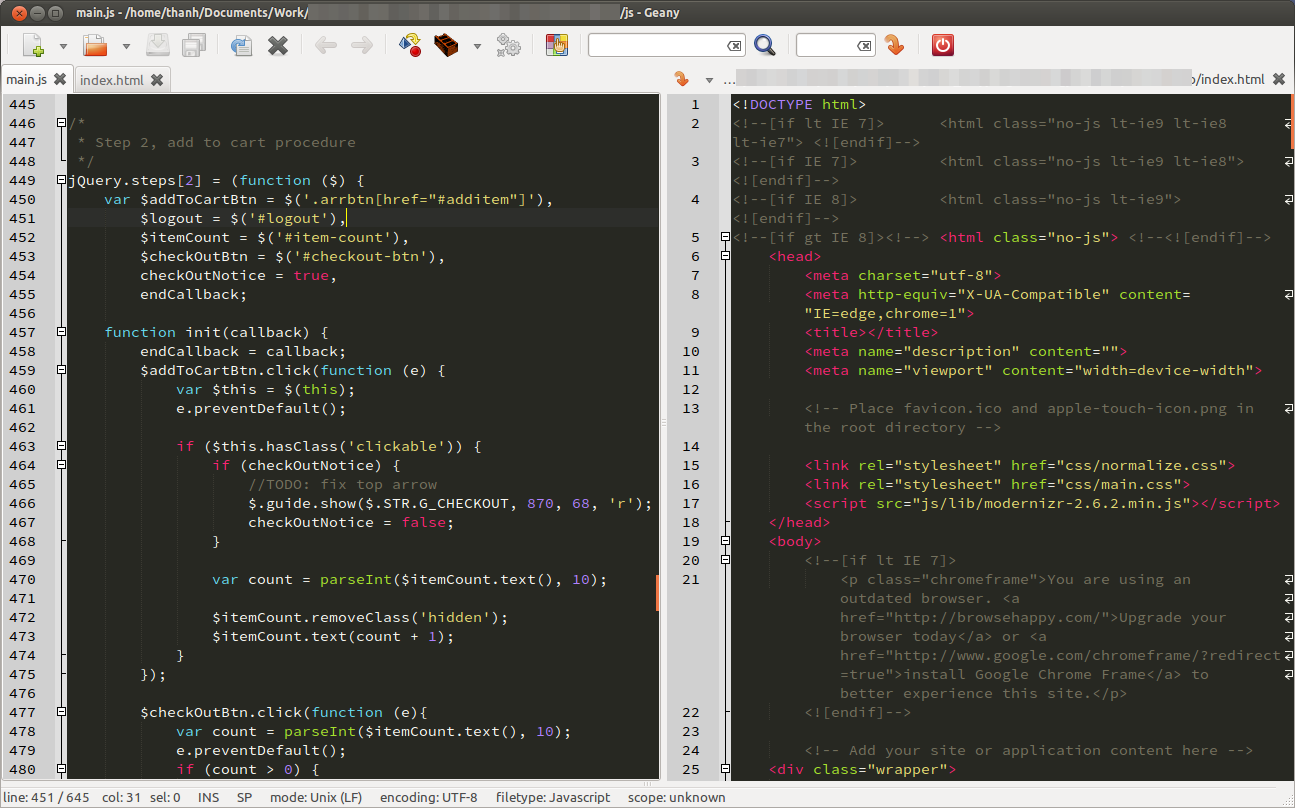 main.js - /home/thanh/Documents/Work/ /js - Geany
main.js
index.html
... o/index.html
445
446 /*
447  * Step 2, add to cart procedure
448  */
449 jQuery.steps[2] = (function ($) {
450     var $addToCartBtn = $('.arrbtn[href="#additem"]'),
451         $logout = $('#logout'),
452         $itemCount = $('#item-count'),
453         $checkOutBtn = $('#checkout-btn'),
454         checkOutNotice = true,
455         endCallback;
456
457     function init(callback) {
458         endCallback = callback;
459         $addToCartBtn.click(function (e) {
460             var $this = $(this);
461             e.preventDefault();
462
463             if ($this.hasClass('clickable')) {
464                 if (checkOutNotice) {
465                     //TODO: fix top arrow
466                     $.guide.show($.STR.G_CHECKOUT, 870, 68, 'r');
467                     checkOutNotice = false;
468                 }
469
470                 var count = parseInt($itemCount.text(), 10);
471
472                 $itemCount.removeClass('hidden');
473                 $itemCount.text(count + 1);
474             }
475         });
476
477         $checkOutBtn.click(function (e){
478             var count = parseInt($itemCount.text(), 10);
479             e.preventDefault();
480             if (count > 0) {
1 <!DOCTYPE html>
2 <!--[if lt IE 7]>      <html class="no-js lt-ie9 lt-ie8
lt-ie7"> <![endif]-->
3 <!--[if IE 7]>         <html class="no-js lt-ie9 lt-ie8">
<![endif]-->
4 <!--[if IE 8]>         <html class="no-js lt-ie9">
<![endif]-->
5 <!--[if gt IE 8]><!--> <html class="no-js"> <!--<![endif]-->
6     <head>
7         <meta charset="utf-8">
8         <meta http-equiv="X-UA-Compatible" content=
"IE=edge,chrome=1">
9         <title></title>
10         <meta name="description" content="">
11         <meta name="viewport" content="width=device-width">
12
13         <!-- Place favicon.ico and apple-touch-icon.png in
the root directory -->
14
15         <link rel="stylesheet" href="css/normalize.css">
16         <link rel="stylesheet" href="css/main.css">
17         <script src="js/lib/modernizr-2.6.2.min.js"></script>
18     </head>
19     <body>
20         <!--[if lt IE 7]>
21             <p class="chromeframe">You are using an
outdated browser. <a
href="http://browsehappy.com/">Upgrade your
browser today</a> or <a
href="http://www.google.com/chromeframe/?redirect
=true">install Google Chrome Frame</a> to
better experience this site.</p>
22         <![endif]-->
23
24         <!-- Add your site or application content here -->
25     <div class="wrapper">
line: 451 / 645 col: 31 sel: 0 INS SP mode: Unix (LF) encoding: UTF-8 filetype: Javascript scope: unknown